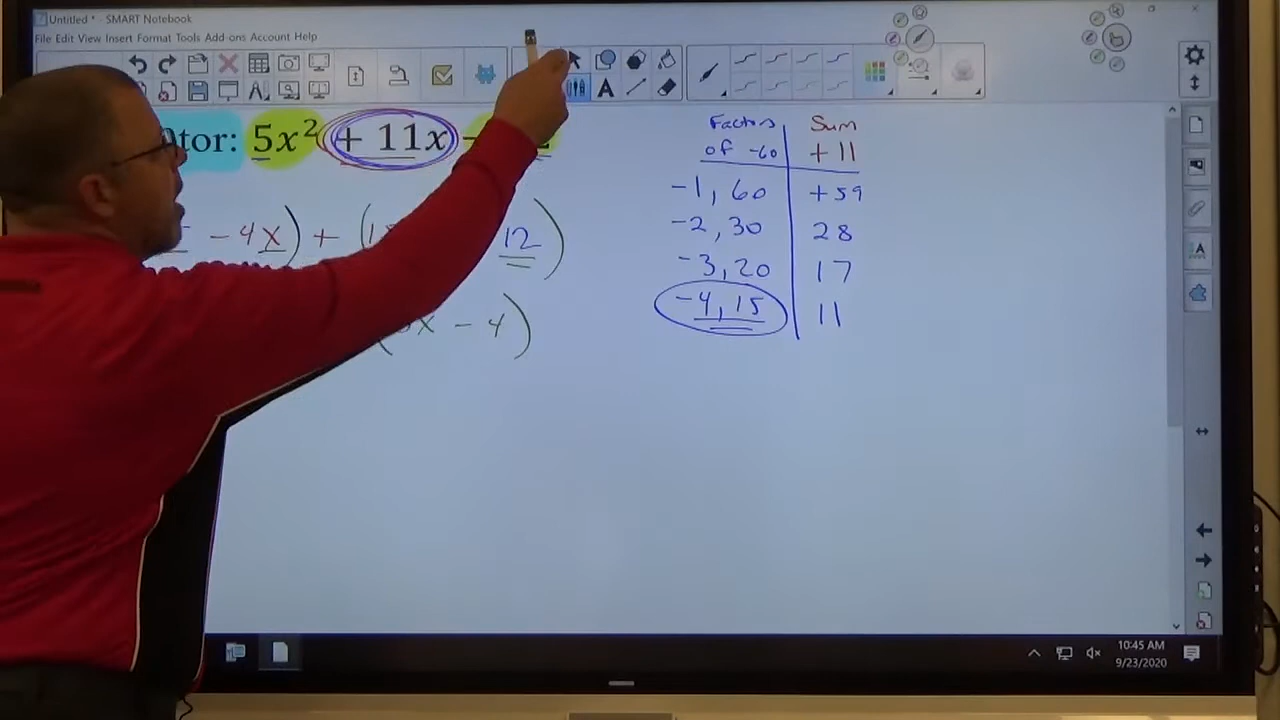 Untitled * - SMART Notebook
File Edit View Insert Format Tools Add-ons Account Help
tor: 5x² + 11x - 2
- 4x) + (1 12)
x - 4)
Factors Sum
of -60 + 11
-1, 60 +59
-2, 30 28
-3, 20 17
-4, 15 11
10:45 AM
9/23/2020